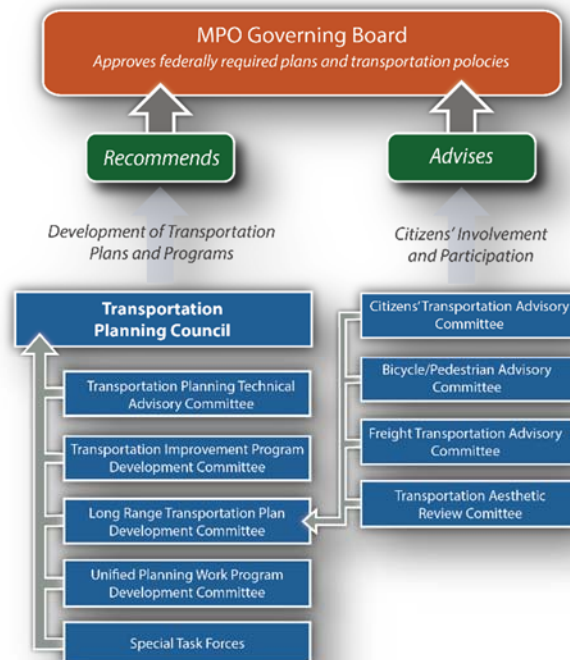 MPO Governing Board
Approves federally required plans and transportation polocies
Recommends
Advises
Development of Transportation
Plans and Programs
Citizens' Involvement
and Participation
Transportation
Planning Council
Transportation Planning Technical
Advisory Committee
Transportation Improvement Program
Development Committee
Long Range Transportation Plan
Development Committee
Unified Planning Work Program
Development Committee
Special Task Forces
Citizens' Transportation Advisory
Committee
Bicycle/Pedestrian Advisory
Committee
Freight Transportation Advisory
Committee
Transportation Aesthetic
Review Comittee